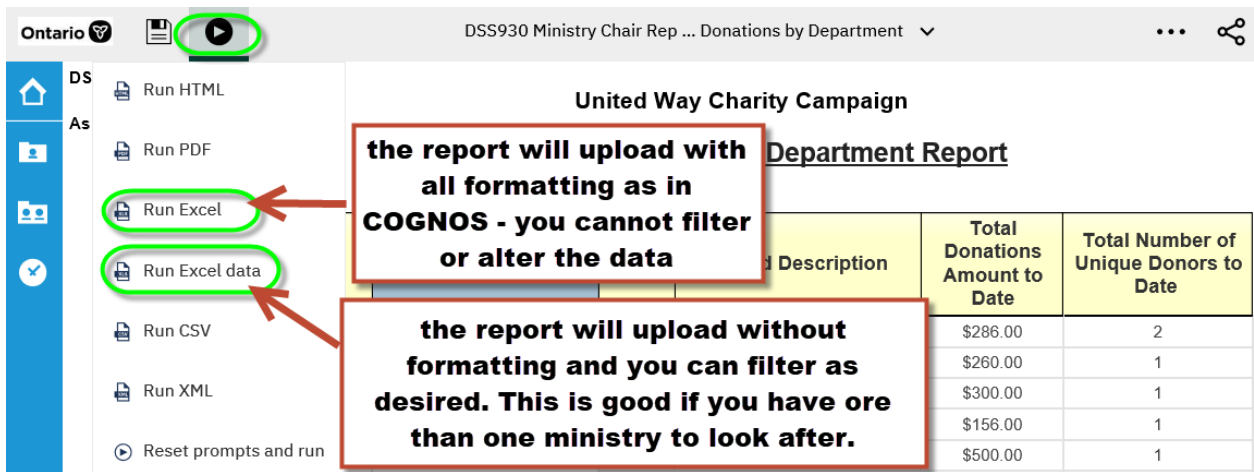 Ontario
DSS930 Ministry Chair Rep ... Donations by Department
DS
As
Run HTML
Run PDF
Run Excel
Run Excel data
Run CSV
Run XML
Reset prompts and run
United Way Charity Campaign
Department Report
the report will upload with
all formatting as in
COGNOS - you cannot filter
or alter the data
the report will upload without
formatting and you can filter as
desired. This is good if you have ore
than one ministry to look after.
Description
Total
Donations
Amount to
Date
Total Number of
Unique Donors to
Date
$286.00 2
$260.00 1
$300.00 1
$156.00 1
$500.00 1